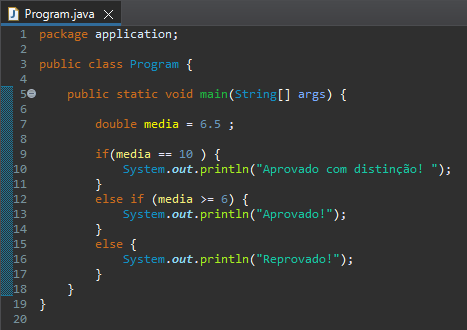 Program.java
1 package application;
2
3 public class Program {
4
5 public static void main(String[] args) {
6
7 double media = 6.5 ;
8
9 if(media == 10 ) {
10 System.out.println("Aprovado com distinção! ");
11 }
12 else if (media >= 6) {
13 System.out.println("Aprovado!");
14 }
15 else {
16 System.out.println("Reprovado!");
17 }
18 }
19 }
20